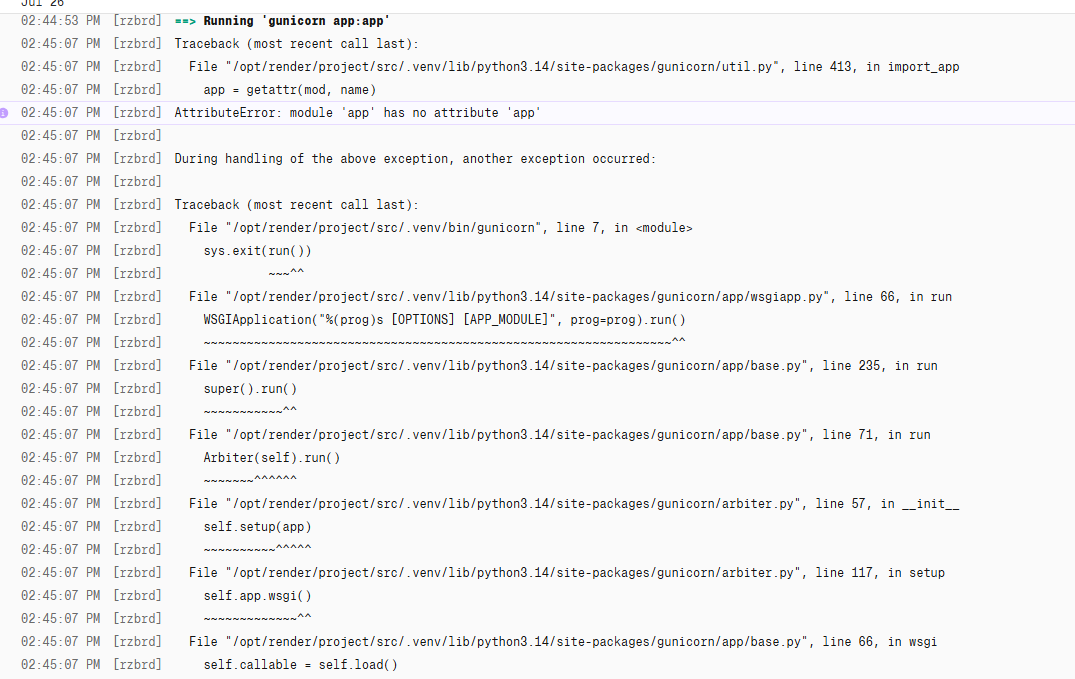 Jul 26
02:44:53 PM [rzbrd] ==> Running 'gunicorn app:app'
02:45:07 PM [rzbrd] Traceback (most recent call last):
02:45:07 PM [rzbrd] File "/opt/render/project/src/.venv/lib/python3.14/site-packages/gunicorn/util.py", line 413, in import_app
02:45:07 PM [rzbrd] app = getattr(mod, name)
02:45:07 PM [rzbrd] AttributeError: module 'app' has no attribute 'app'
02:45:07 PM [rzbrd]
02:45:07 PM [rzbrd] During handling of the above exception, another exception occurred:
02:45:07 PM [rzbrd]
02:45:07 PM [rzbrd] Traceback (most recent call last):
02:45:07 PM [rzbrd] File "/opt/render/project/src/.venv/bin/gunicorn", line 7, in <module>
02:45:07 PM [rzbrd] sys.exit(run())
02:45:07 PM [rzbrd] ~~~^^
02:45:07 PM [rzbrd] File "/opt/render/project/src/.venv/lib/python3.14/site-packages/gunicorn/app/wsgiapp.py", line 66, in run
02:45:07 PM [rzbrd] WSGIApplication("%(prog)s [OPTIONS] [APP_MODULE]", prog=prog).run()
02:45:07 PM [rzbrd] ~~~~~~~~~~~~~~~~~~~~~~~~~~~~~~~~~~~~~~~~~~~~~~~~~~~~~~~~~~~~~~~~~^^
02:45:07 PM [rzbrd] File "/opt/render/project/src/.venv/lib/python3.14/site-packages/gunicorn/app/base.py", line 235, in run
02:45:07 PM [rzbrd] super().run()
02:45:07 PM [rzbrd] ~~~~~~~~~~~^^
02:45:07 PM [rzbrd] File "/opt/render/project/src/.venv/lib/python3.14/site-packages/gunicorn/app/base.py", line 71, in run
02:45:07 PM [rzbrd] Arbiter(self).run()
02:45:07 PM [rzbrd] ~~~~~~~^^^^^^
02:45:07 PM [rzbrd] File "/opt/render/project/src/.venv/lib/python3.14/site-packages/gunicorn/arbiter.py", line 57, in __init__
02:45:07 PM [rzbrd] self.setup(app)
02:45:07 PM [rzbrd] ~~~~~~~~~~^^^^^
02:45:07 PM [rzbrd] File "/opt/render/project/src/.venv/lib/python3.14/site-packages/gunicorn/arbiter.py", line 117, in setup
02:45:07 PM [rzbrd] self.app.wsgi()
02:45:07 PM [rzbrd] ~~~~~~~~~~~~~^^
02:45:07 PM [rzbrd] File "/opt/render/project/src/.venv/lib/python3.14/site-packages/gunicorn/app/base.py", line 66, in wsgi
02:45:07 PM [rzbrd] self.callable = self.load()